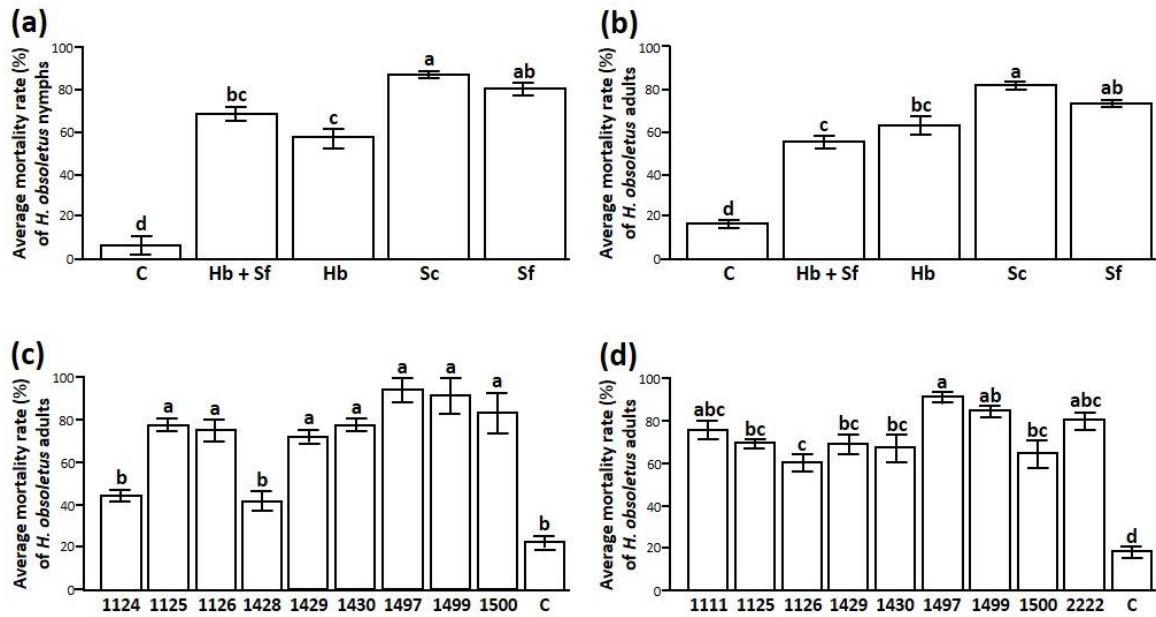 (a)
Average mortality rate (%)
of H. obsoletus nymphs
100
80
60
40
20
0
d
bc
c
a
ab
C Hb + Sf Hb Sc Sf
(b)
Average mortality rate (%)
of H. obsoletus adults
100
80
60
40
20
0
d
c
bc
a
ab
C Hb + Sf Hb Sc Sf
(c)
Average mortality rate (%)
of H. obsoletus adults
100
80
60
40
20
0
b
a
a
b
a
a
a
a
a
b
1124 1125 1126 1428 1429 1430 1497 1499 1500 C
(d)
Average mortality rate (%)
of H. obsoletus adults
100
80
60
40
20
0
abc
bc
c
bc
bc
a
ab
bc
abc
d
1111 1125 1126 1429 1430 1497 1499 1500 2222 C